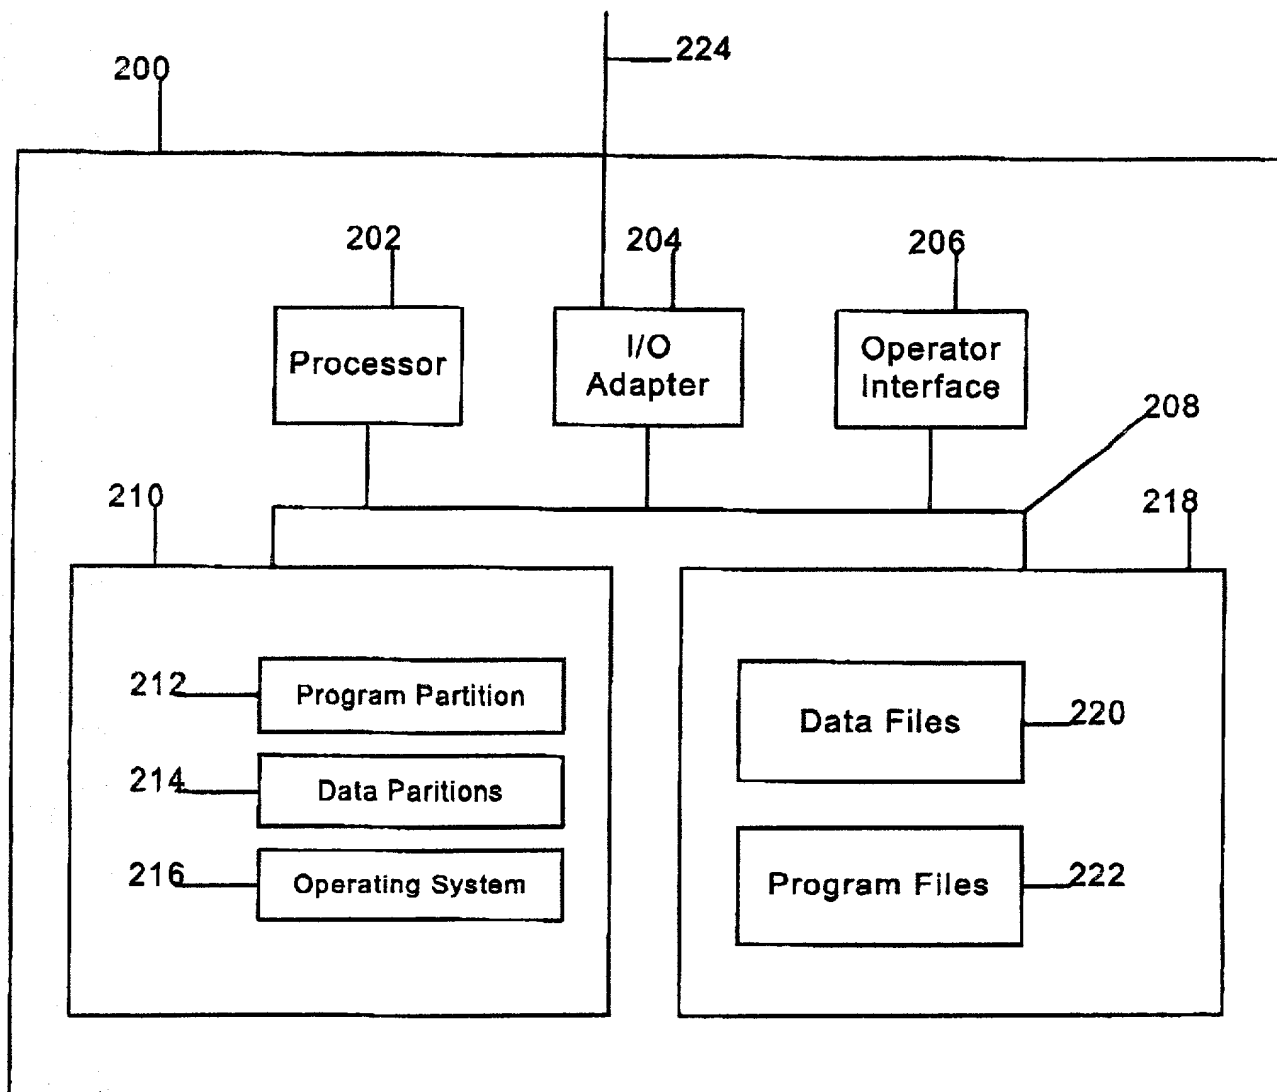 224
200
202
204
206
Processor
I/O
Adapter
Operator
Interface
208
210
218
212
Program Partition
214
Data Paritions
216
Operating System
Data Files
220
Program Files
222